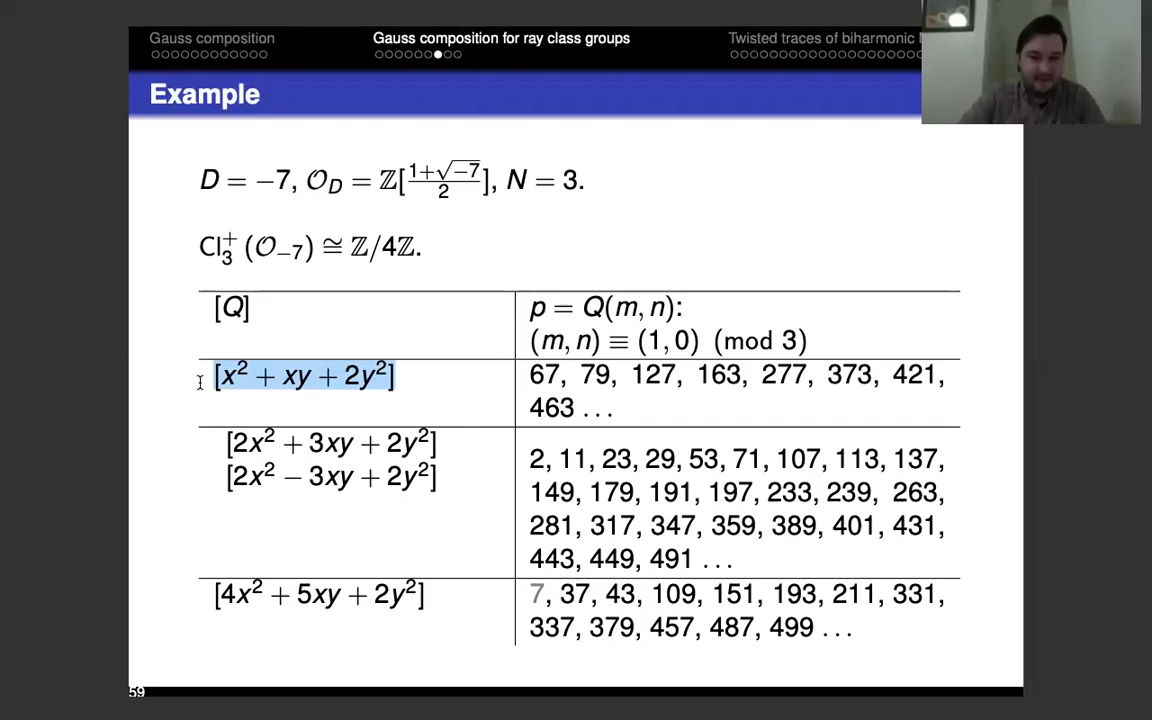 Gauss composition
Gauss composition for ray class groups
Twisted traces of biharmonic
Example
D = −7, 𝒪_D = ℤ[(1+√−7)/2], N = 3.
Cl₃⁺ (𝒪₋₇) ≅ ℤ/4ℤ.
[Q]
p = Q(m, n):
(m, n) ≡ (1, 0) (mod 3)
[x² + xy + 2y²]
67, 79, 127, 163, 277, 373, 421,
463 …
[2x² + 3xy + 2y²]
[2x² − 3xy + 2y²]
2, 11, 23, 29, 53, 71, 107, 113, 137,
149, 179, 191, 197, 233, 239, 263,
281, 317, 347, 359, 389, 401, 431,
443, 449, 491 …
[4x² + 5xy + 2y²]
7, 37, 43, 109, 151, 193, 211, 331,
337, 379, 457, 487, 499 …
59